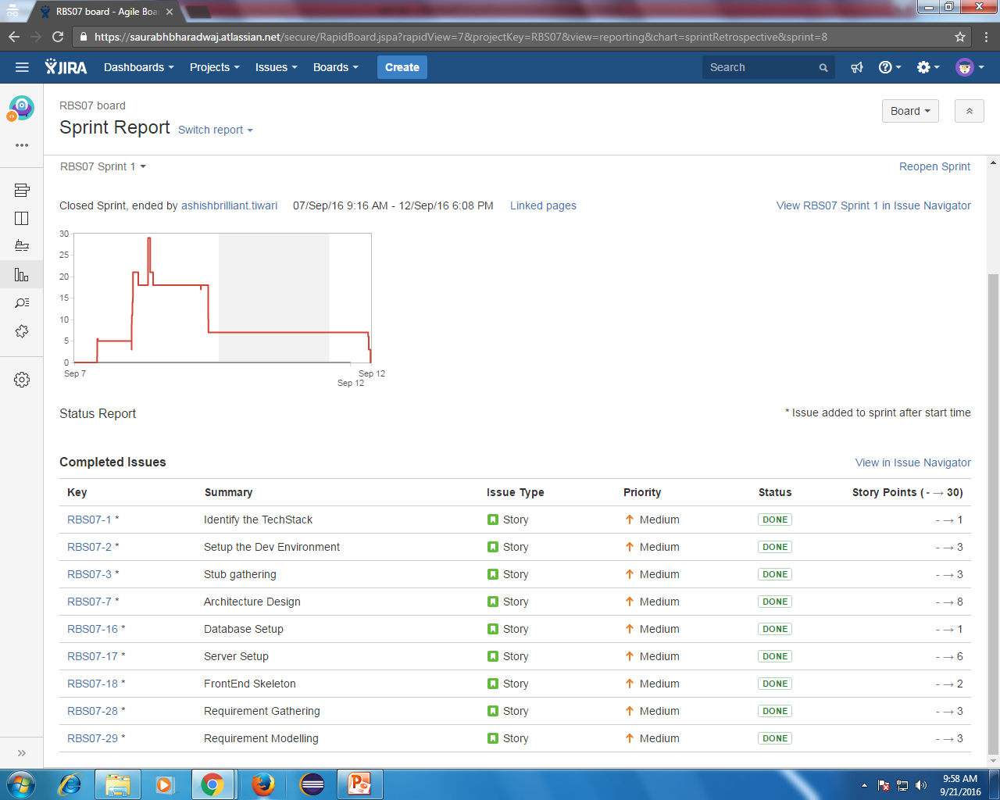 RBS07 board - Agile Boa
https://saurabhbharadwaj.atlassian.net/secure/RapidBoard.jspa?rapidView=7&projectKey=RBS07&view=reporting&chart=sprintRetrospective&sprint=8
JIRA Dashboards Projects Issues Boards Create Search
RBS07 board
Board
Sprint Report Switch report
RBS07 Sprint 1 Reopen Sprint
Closed Sprint, ended by ashishbrilliant.tiwari 07/Sep/16 9:16 AM - 12/Sep/16 6:08 PM Linked pages View RBS07 Sprint 1 in Issue Navigator
30
25
20
15
10
5
0
Sep 7 Sep 12
Sep 12
Status Report * Issue added to sprint after start time
Completed Issues View in Issue Navigator
Key Summary Issue Type Priority Status Story Points ( - → 30)
RBS07-1 * Identify the TechStack Story Medium DONE - → 1
RBS07-2 * Setup the Dev Environment Story Medium DONE - → 3
RBS07-3 * Stub gathering Story Medium DONE - → 3
RBS07-7 * Architecture Design Story Medium DONE - → 8
RBS07-16 * Database Setup Story Medium DONE - → 1
RBS07-17 * Server Setup Story Medium DONE - → 6
RBS07-18 * FrontEnd Skeleton Story Medium DONE - → 2
RBS07-28 * Requirement Gathering Story Medium DONE - → 3
RBS07-29 * Requirement Modelling Story Medium DONE - → 3
9:58 AM
9/21/2016